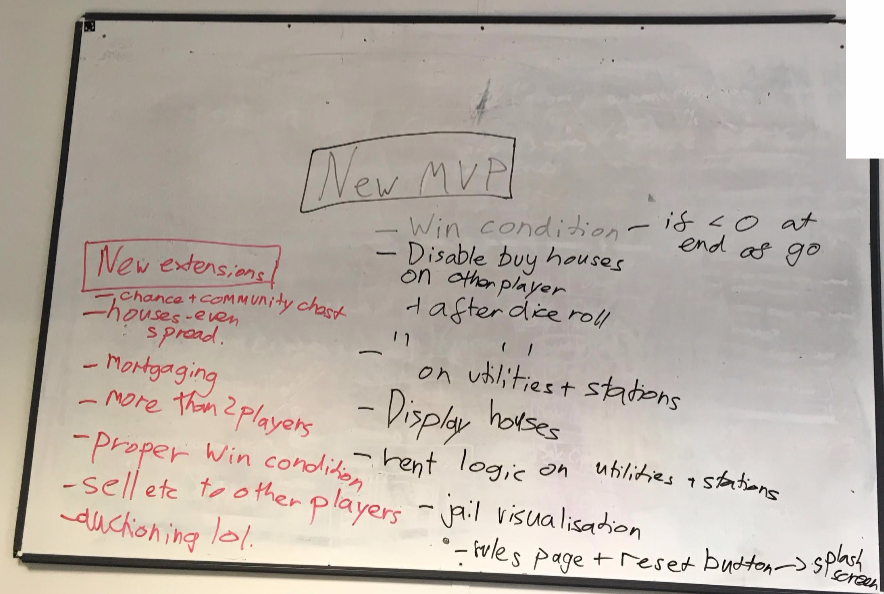 New MVP
- Win condition - if < 0 at
end of go
- Disable buy houses
on other player
+ after dice roll
- " "
on utilities + stations
- Display houses
- rent logic on utilities + stations
- jail visualisation
- rules page + reset button -> splash
screen
New extensions
- chance + community chast
- houses - even
spread.
- Mortgaging
- more than 2 players
- proper win condition
- sell etc to other players
- auctioning lol.